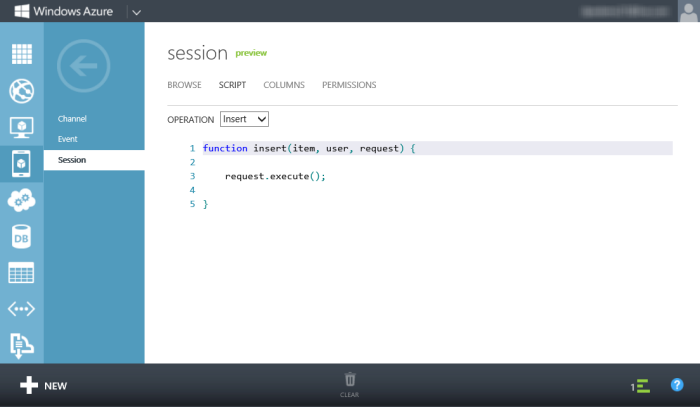 Windows Azure
session preview
BROWSE SCRIPT COLUMNS PERMISSIONS
Channel
Event
Session
OPERATION Insert
1 function insert(item, user, request) {
2
3 request.execute();
4
5 }
DB
NEW
CLEAR
1
?